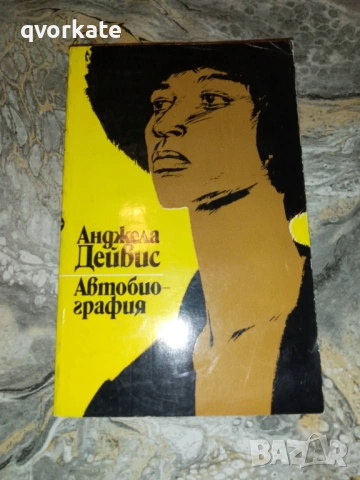 qvorkate
Анджела
Дейвис
Автобио-
графия
BAZAR